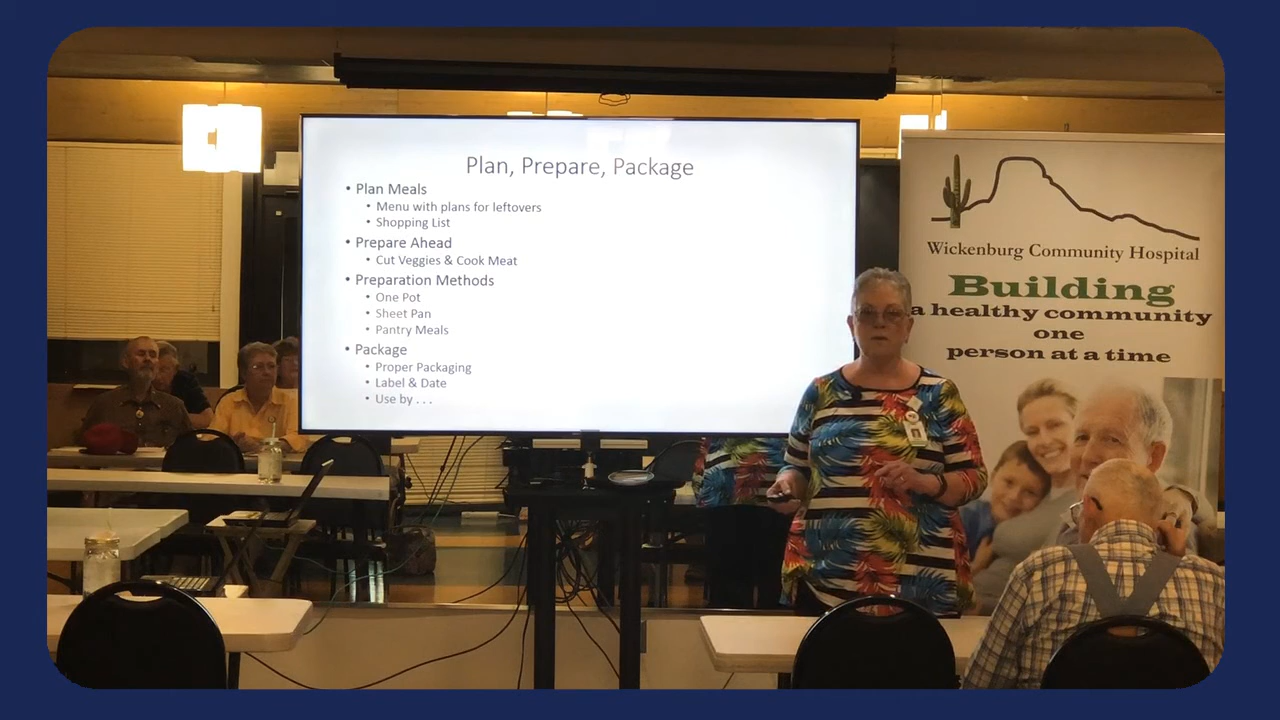 Plan, Prepare, Package
• Plan Meals
• Menu with plans for leftovers
• Shopping List
• Prepare Ahead
• Cut Veggies & Cook Meat
• Preparation Methods
• One Pot
• Sheet Pan
• Pantry Meals
• Package
• Proper Packaging
• Label & Date
• Use by . . .
Wickenburg Community Hospital
Building
a healthy community
one
person at a time